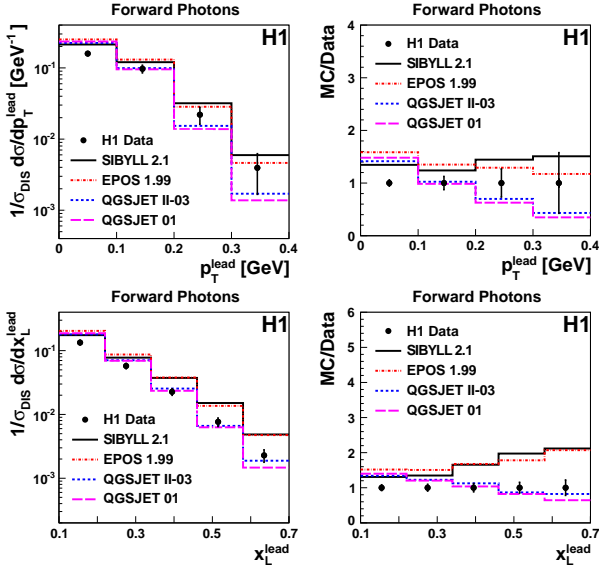 Forward Photons
H1
1/σ_DIS dσ/dp_T^lead [GeV⁻¹]
10⁻¹
10⁻²
10⁻³
H1 Data
SIBYLL 2.1
EPOS 1.99
QGSJET II-03
QGSJET 01
0 0.1 0.2 0.3 0.4
p_T^lead [GeV]
Forward Photons
H1
MC/Data
4
3
2
1
0
H1 Data
SIBYLL 2.1
EPOS 1.99
QGSJET II-03
QGSJET 01
0 0.1 0.2 0.3 0.4
p_T^lead [GeV]
Forward Photons
H1
1/σ_DIS dσ/dx_L^lead
10⁻¹
10⁻²
10⁻³
H1 Data
SIBYLL 2.1
EPOS 1.99
QGSJET II-03
QGSJET 01
0.1 0.3 0.5 0.7
x_L^lead
Forward Photons
H1
MC/Data
6
5
4
3
2
1
0
H1 Data
SIBYLL 2.1
EPOS 1.99
QGSJET II-03
QGSJET 01
0.1 0.3 0.5 0.7
x_L^lead